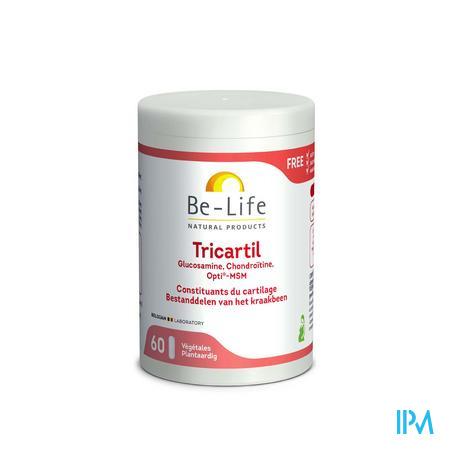 FREE
Be-Life
NATURAL PRODUCTS
Tricartil
Glucosamine, Chondroïtine,
Opti®-MSM
Constituants du cartilage
Bestanddelen van het kraakbeen
BELGIAN LABORATORY
60 Végétales
Plantaardig
IPM